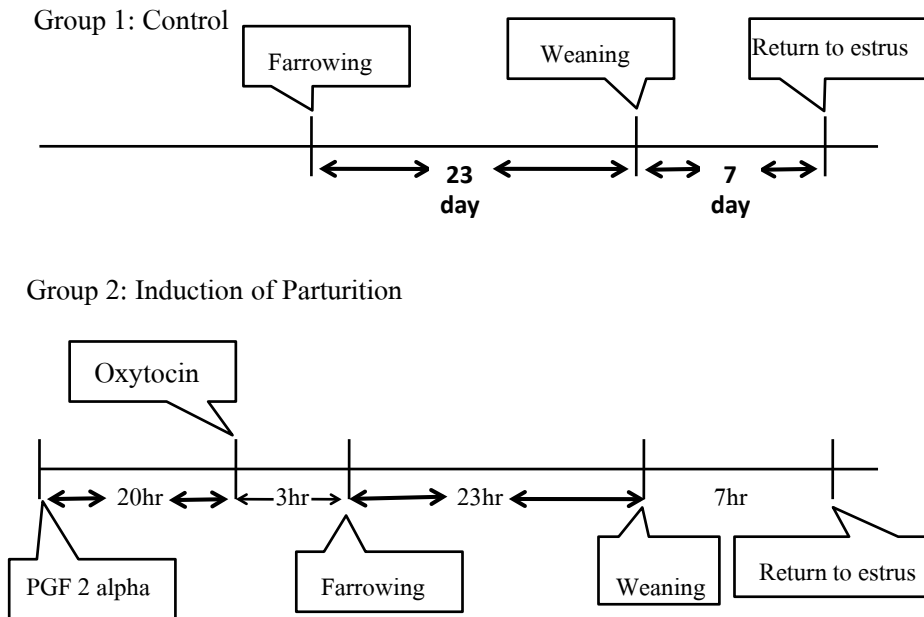 Group 1: Control
Farrowing
Weaning
Return to estrus
23
day
7
day
Group 2: Induction of Parturition
Oxytocin
20hr
3hr
23hr
7hr
PGF 2 alpha
Farrowing
Weaning
Return to estrus